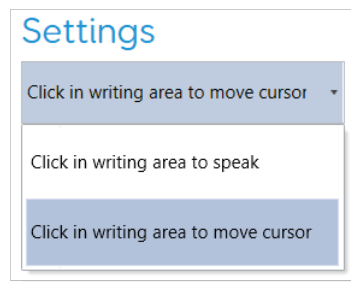 Settings
Click in writing area to move cursor
Click in writing area to speak
Click in writing area to move cursor